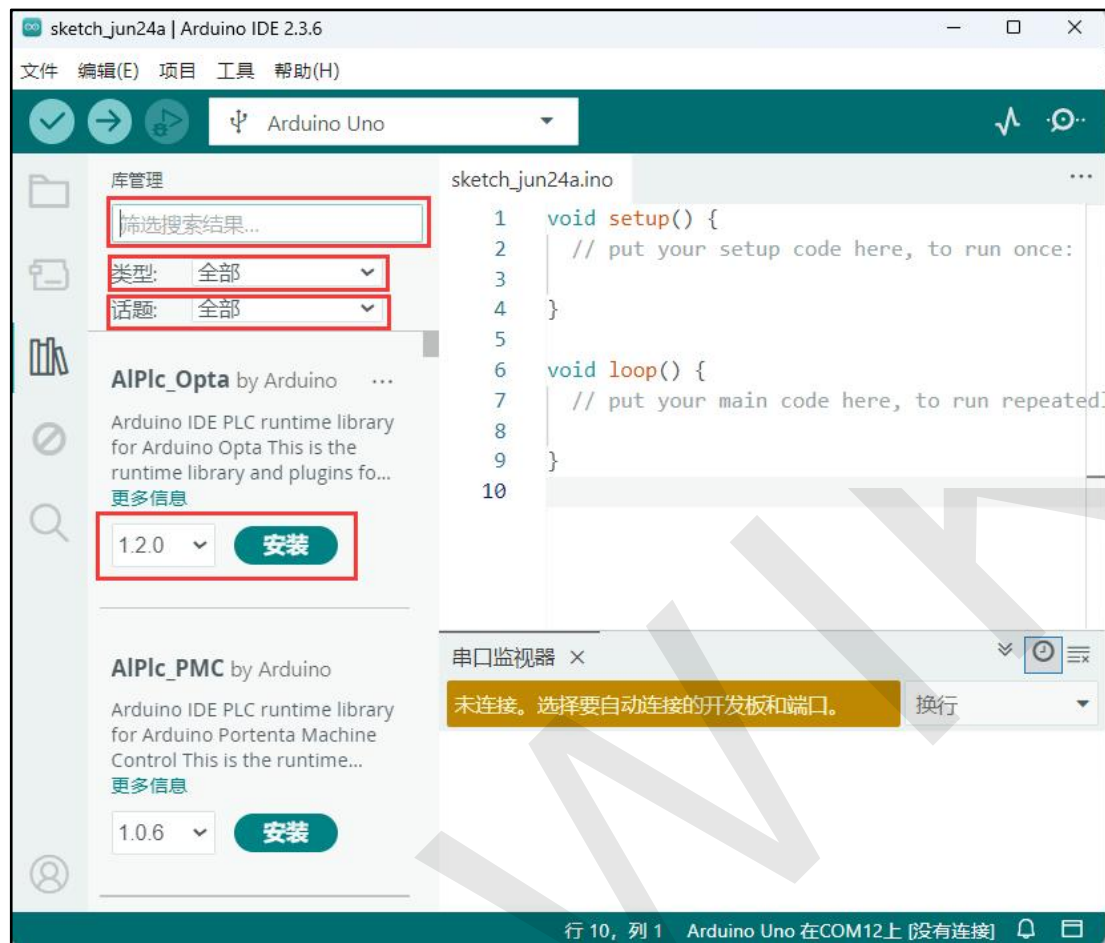 sketch_jun24a | Arduino IDE 2.3.6
文件 编辑(E) 项目 工具 帮助(H)
Arduino Uno
库管理
筛选搜索结果...
类型: 全部
话题: 全部
AlPlc_Opta by Arduino
Arduino IDE PLC runtime library
for Arduino Opta This is the
runtime library and plugins fo...
更多信息
1.2.0 安装
AlPlc_PMC by Arduino
Arduino IDE PLC runtime library
for Arduino Portenta Machine
Control This is the runtime...
更多信息
1.0.6 安装
sketch_jun24a.ino
1 void setup() {
2 // put your setup code here, to run once:
3
4 }
5
6 void loop() {
7 // put your main code here, to run repeatedl
8
9 }
10
串口监视器
未连接。选择要自动连接的开发板和端口。 换行
行 10, 列 1 Arduino Uno 在COM12上 [没有连接]